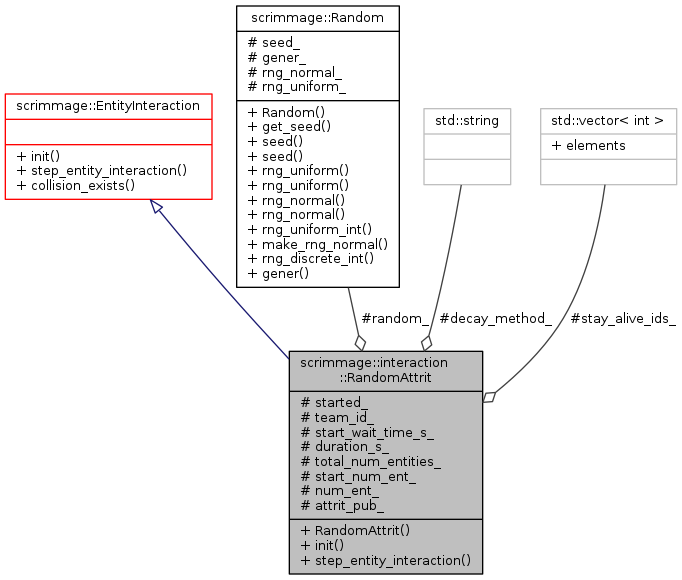 scrimmage::Random
# seed_
# gener_
# rng_normal_
# rng_uniform_
+ Random()
+ get_seed()
+ seed()
+ seed()
+ rng_uniform()
+ rng_uniform()
+ rng_normal()
+ rng_normal()
+ rng_uniform_int()
+ make_rng_normal()
+ rng_discrete_int()
+ gener()
scrimmage::EntityInteraction
+ init()
+ step_entity_interaction()
+ collision_exists()
std::string
std::vector< int >
+ elements
#random_
#decay_method_
#stay_alive_ids_
scrimmage::interaction
::RandomAttrit
# started_
# team_id_
# start_wait_time_s_
# duration_s_
# total_num_entities_
# start_num_ent_
# num_ent_
# attrit_pub_
+ RandomAttrit()
+ init()
+ step_entity_interaction()